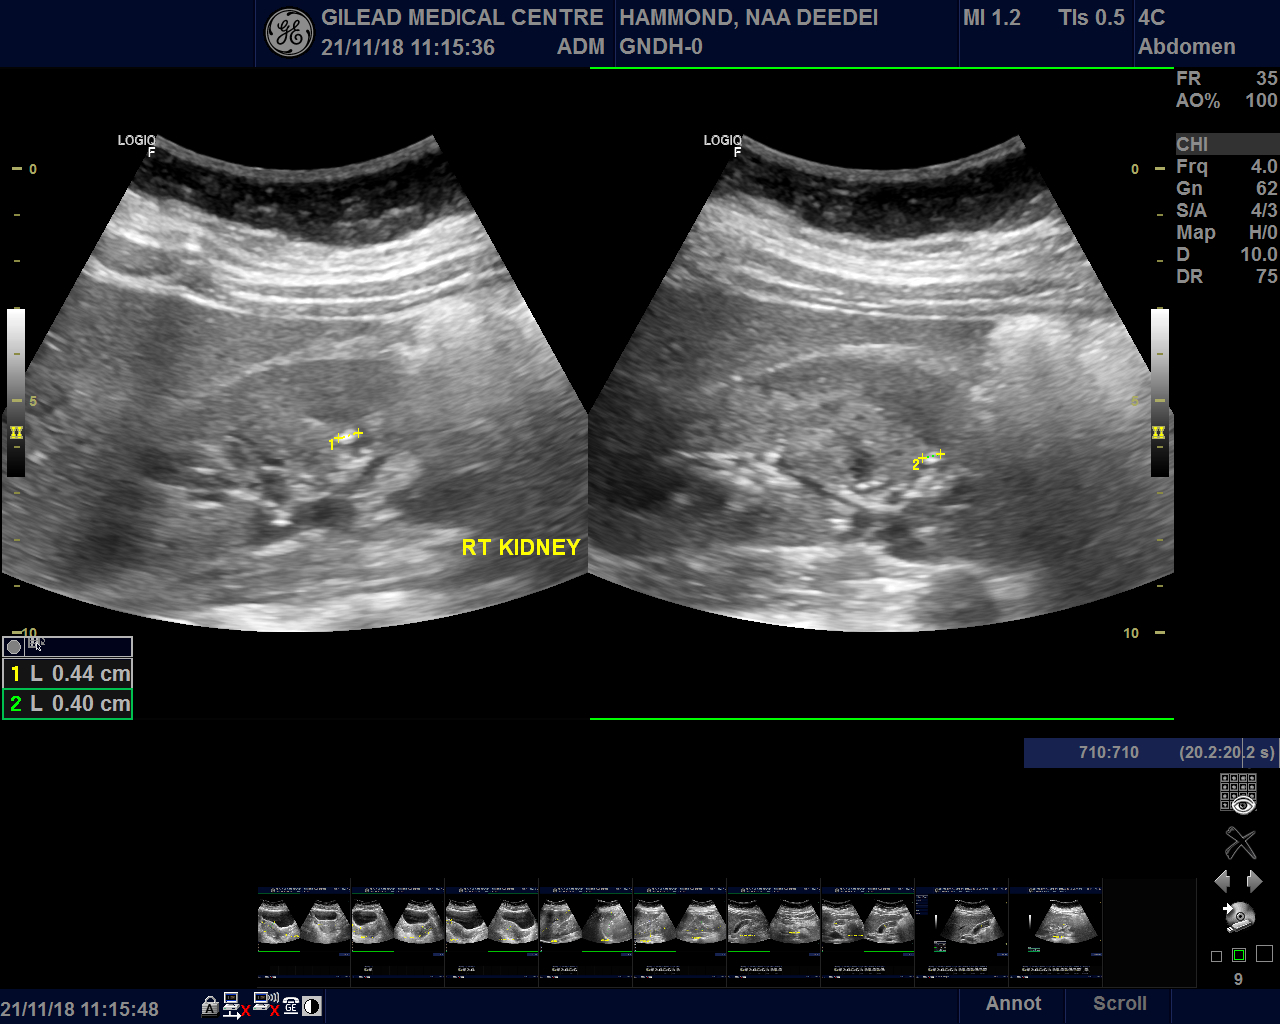 GILEAD MEDICAL CENTRE
21/11/18 11:15:36 ADM
HAMMOND, NAA DEEDEI
GNDH-0
MI 1.2 TIs 0.5
4C
Abdomen
FR 35
AO% 100
CHI
Frq 4.0
Gn 62
S/A 4/3
Map H/0
D 10.0
DR 75
LOGIQ
F
LOGIQ
F
0
5
10
0
5
10
1
2
RT KIDNEY
1 L 0.44 cm
2 L 0.40 cm
710:710 (20.2:20.2 s)
9
21/11/18 11:15:48
Annot
Scroll